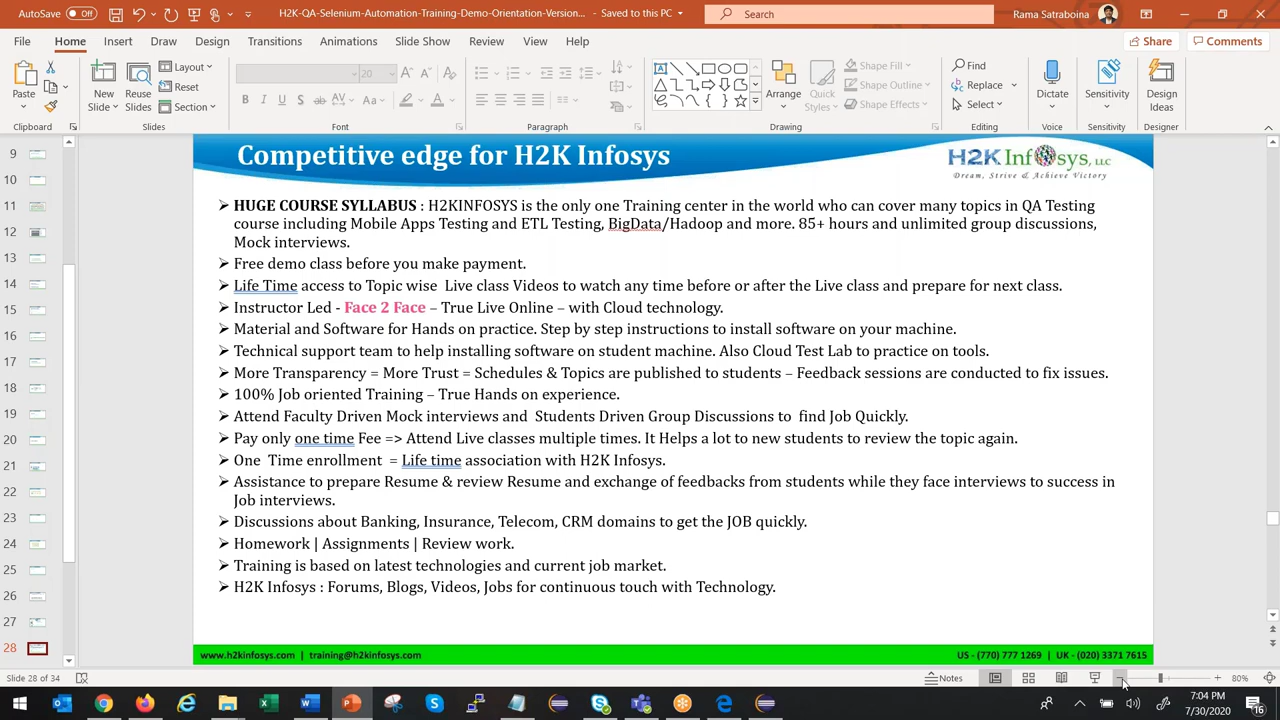 AutoSave Off
H2K-QA-Selenium-Training-Demo-Orientation-Version... - Saved to this PC
Search
Rama Satraboina
File Home Insert Draw Design Transitions Animations Slide Show Review View Help
Share
Comments
Paste
New
Slide
Reuse
Slides
Layout
Reset
Section
20
Arrange
Quick
Styles
Shape Fill
Shape Outline
Shape Effects
Find
Replace
Select
Dictate
Sensitivity
Design
Ideas
Clipboard Slides Font Paragraph Drawing Editing Voice Sensitivity Designer
9
10
11
12
13
14
15
16
17
18
19
20
21
22
23
24
25
26
27
28
Competitive edge for H2K Infosys
H2K Infosys, LLC
Dream, Strive & Achieve Victory
➢ HUGE COURSE SYLLABUS : H2KINFOSYS is the only one Training center in the world who can cover many topics in QA Testing
course including Mobile Apps Testing and ETL Testing, BigData/Hadoop and more. 85+ hours and unlimited group discussions,
Mock interviews.
➢ Free demo class before you make payment.
➢ Life Time access to Topic wise Live class Videos to watch any time before or after the Live class and prepare for next class.
➢ Instructor Led - Face 2 Face – True Live Online – with Cloud technology.
➢ Material and Software for Hands on practice. Step by step instructions to install software on your machine.
➢ Technical support team to help installing software on student machine. Also Cloud Test Lab to practice on tools.
➢ More Transparency = More Trust = Schedules & Topics are published to students – Feedback sessions are conducted to fix issues.
➢ 100% Job oriented Training – True Hands on experience.
➢ Attend Faculty Driven Mock interviews and Students Driven Group Discussions to find Job Quickly.
➢ Pay only one time Fee => Attend Live classes multiple times. It Helps a lot to new students to review the topic again.
➢ One Time enrollment = Life time association with H2K Infosys.
➢ Assistance to prepare Resume & review Resume and exchange of feedbacks from students while they face interviews to success in
Job interviews.
➢ Discussions about Banking, Insurance, Telecom, CRM domains to get the JOB quickly.
➢ Homework | Assignments | Review work.
➢ Training is based on latest technologies and current job market.
➢ H2K Infosys : Forums, Blogs, Videos, Jobs for continuous touch with Technology.
www.h2kinfosys.com | training@h2kinfosys.com
US - (770) 777 1269 | UK - (020) 3371 7615
Slide 28 of 34
Notes
80%
7:04 PM
7/30/2020
16